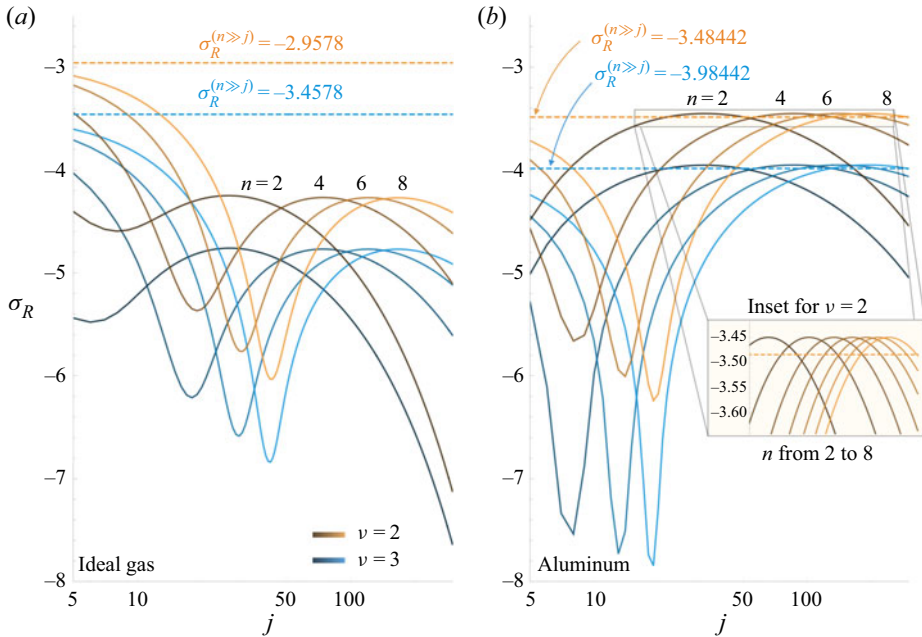 (a)
σ_R^{(n≫j)} = −2.9578
σ_R^{(n≫j)} = −3.4578
n = 2 4 6 8
−3
−4
−5
−6
−7
−8
σ_R
ν = 2
ν = 3
Ideal gas
5 10 50 100
j
(b)
σ_R^{(n≫j)} = −3.48442
σ_R^{(n≫j)} = −3.98442
n = 2 4 6 8
−3
−4
−5
−6
−7
−8
Inset for ν = 2
−3.45
−3.50
−3.55
−3.60
n from 2 to 8
Aluminum
5 10 50 100
j